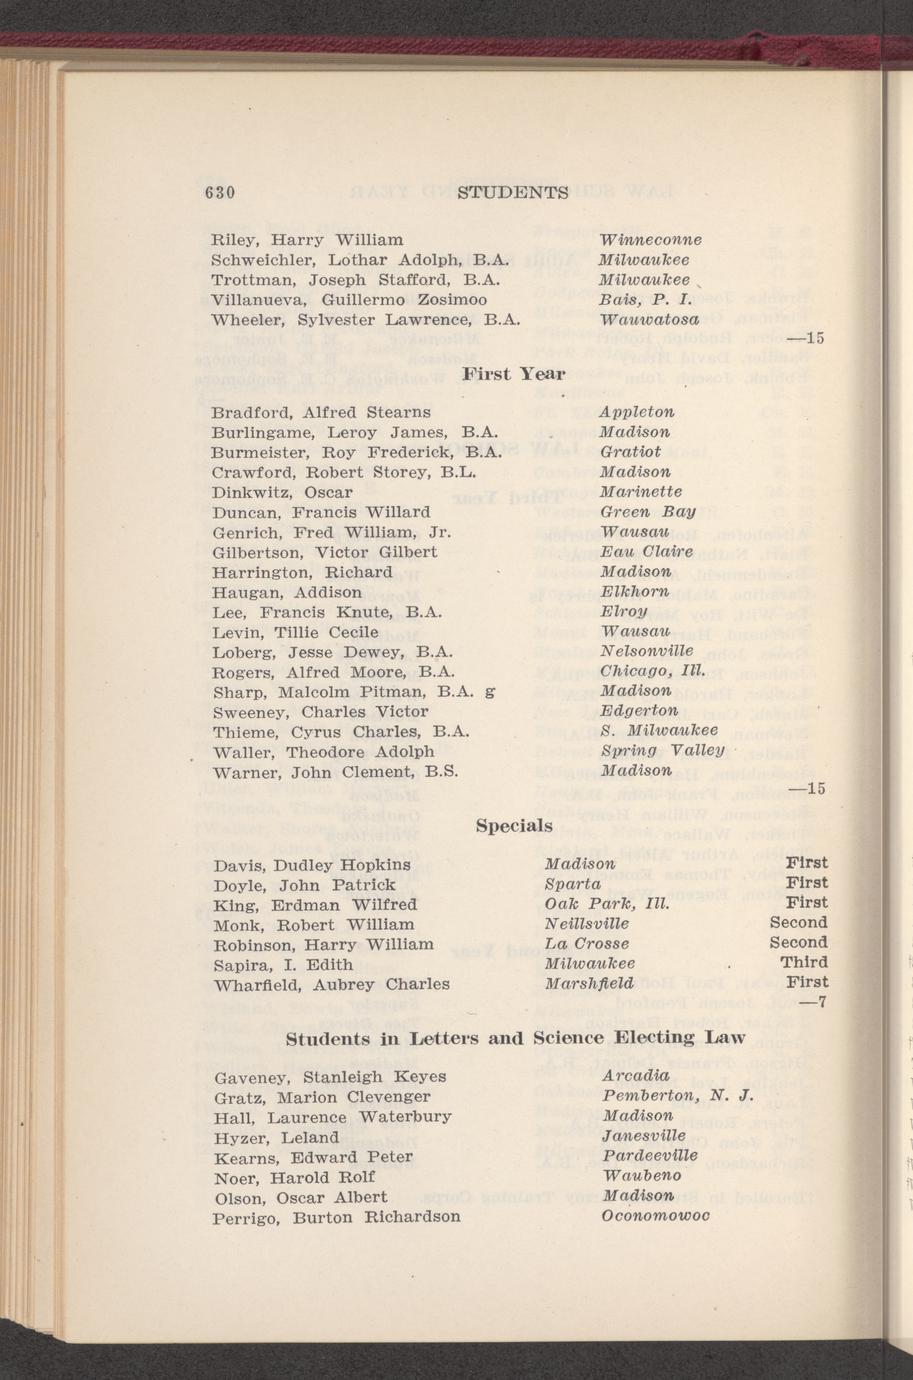 630 STUDENTS
Riley, Harry William Winneconne
Schweichler, Lothar Adolph, B.A. Milwaukee
Trottman, Joseph Stafford, B.A. Milwaukee
Villanueva, Guillermo Zosimoo Bais, P. I.
Wheeler, Sylvester Lawrence, B.A. Wauwatosa
—15
First Year
Bradford, Alfred Stearns Appleton
Burlingame, Leroy James, B.A. Madison
Burmeister, Roy Frederick, B.A. Gratiot
Crawford, Robert Storey, B.L. Madison
Dinkwitz, Oscar Marinette
Duncan, Francis Willard Green Bay
Genrich, Fred William, Jr. Wausau
Gilbertson, Victor Gilbert Eau Claire
Harrington, Richard Madison
Haugan, Addison Elkhorn
Lee, Francis Knute, B.A. Elroy
Levin, Tillie Cecile Wausau
Loberg, Jesse Dewey, B.A. Nelsonville
Rogers, Alfred Moore, B.A. Chicago, Ill.
Sharp, Malcolm Pitman, B.A. g Madison
Sweeney, Charles Victor Edgerton
Thieme, Cyrus Charles, B.A. S. Milwaukee
Waller, Theodore Adolph Spring Valley
Warner, John Clement, B.S. Madison
—15
Specials
Davis, Dudley Hopkins Madison First
Doyle, John Patrick Sparta First
King, Erdman Wilfred Oak Park, Ill. First
Monk, Robert William Neillsville Second
Robinson, Harry William La Crosse Second
Sapira, I. Edith Milwaukee Third
Wharfield, Aubrey Charles Marshfield First
—7
Students in Letters and Science Electing Law
Gaveney, Stanleigh Keyes Arcadia
Gratz, Marion Clevenger Pemberton, N. J.
Hall, Laurence Waterbury Madison
Hyzer, Leland Janesville
Kearns, Edward Peter Pardeeville
Noer, Harold Rolf Waubeno
Olson, Oscar Albert Madison
Perrigo, Burton Richardson Oconomowoc